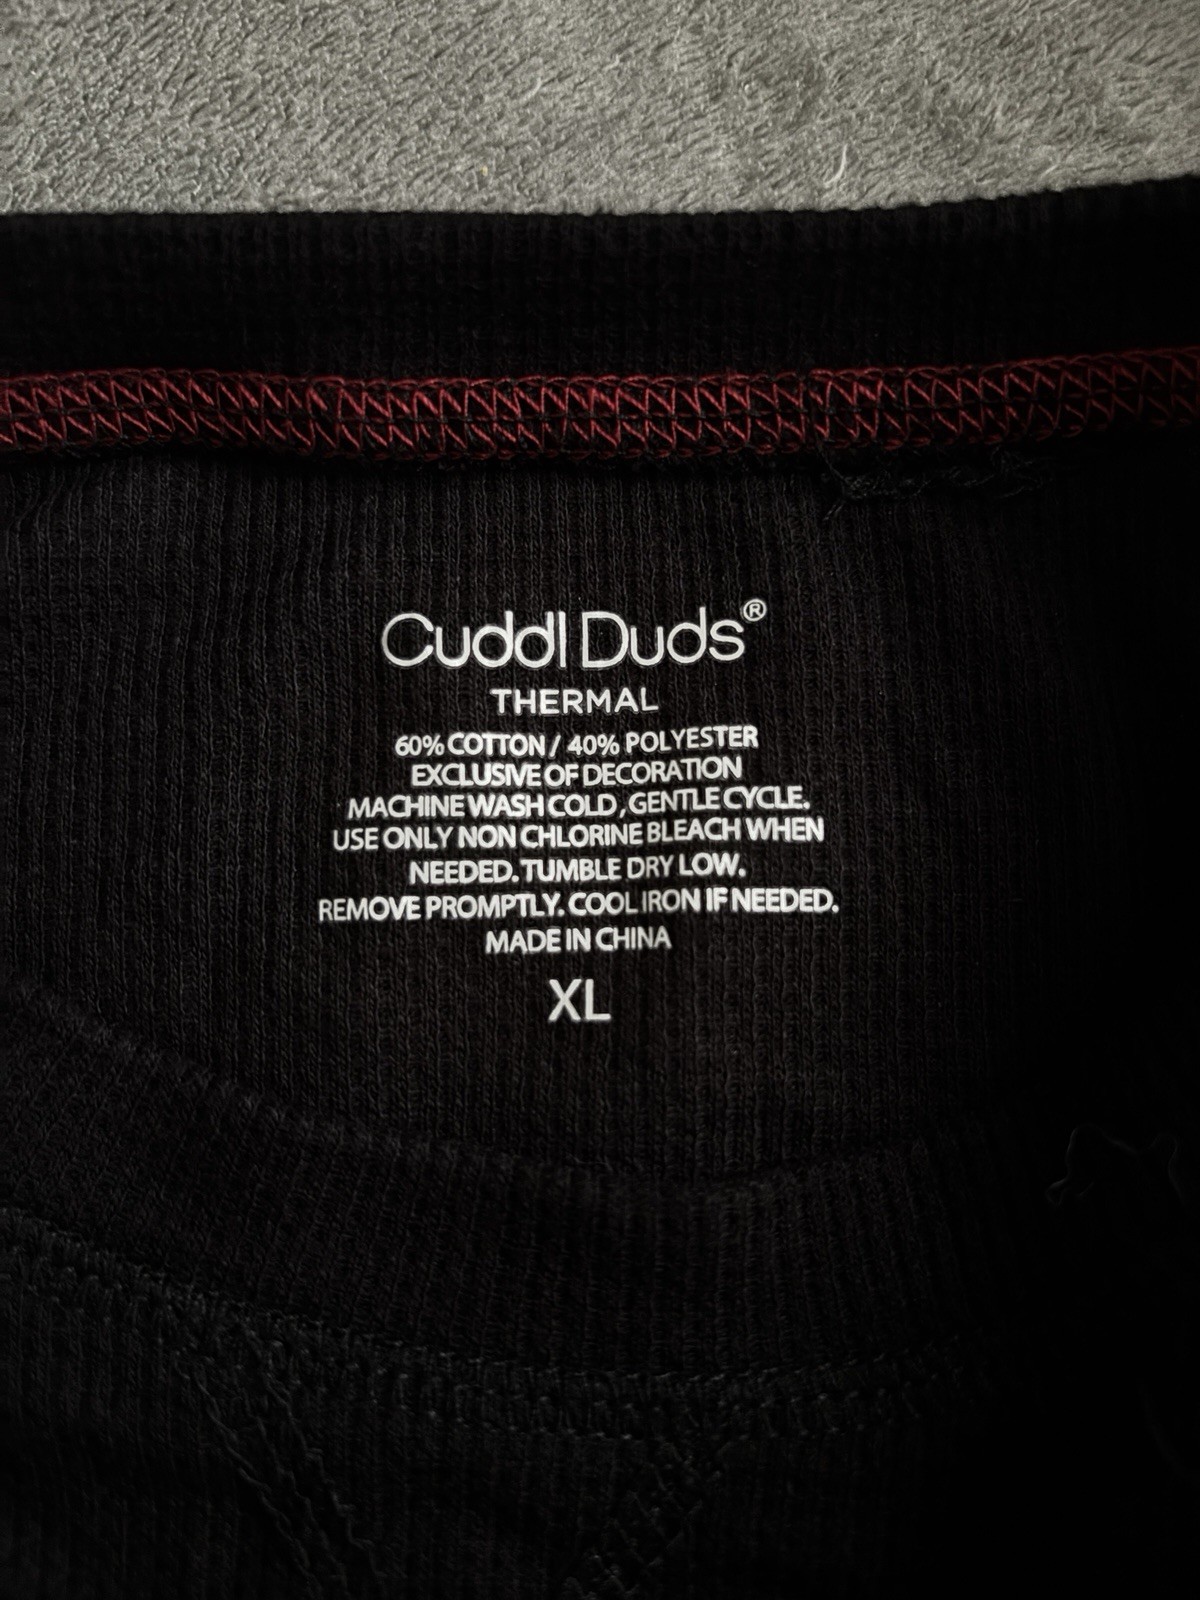 Cuddl Duds®
THERMAL
60% COTTON / 40% POLYESTER
EXCLUSIVE OF DECORATION
MACHINE WASH COLD, GENTLE CYCLE.
USE ONLY NON CHLORINE BLEACH WHEN
NEEDED. TUMBLE DRY LOW.
REMOVE PROMPTLY. COOL IRON IF NEEDED.
MADE IN CHINA
XL